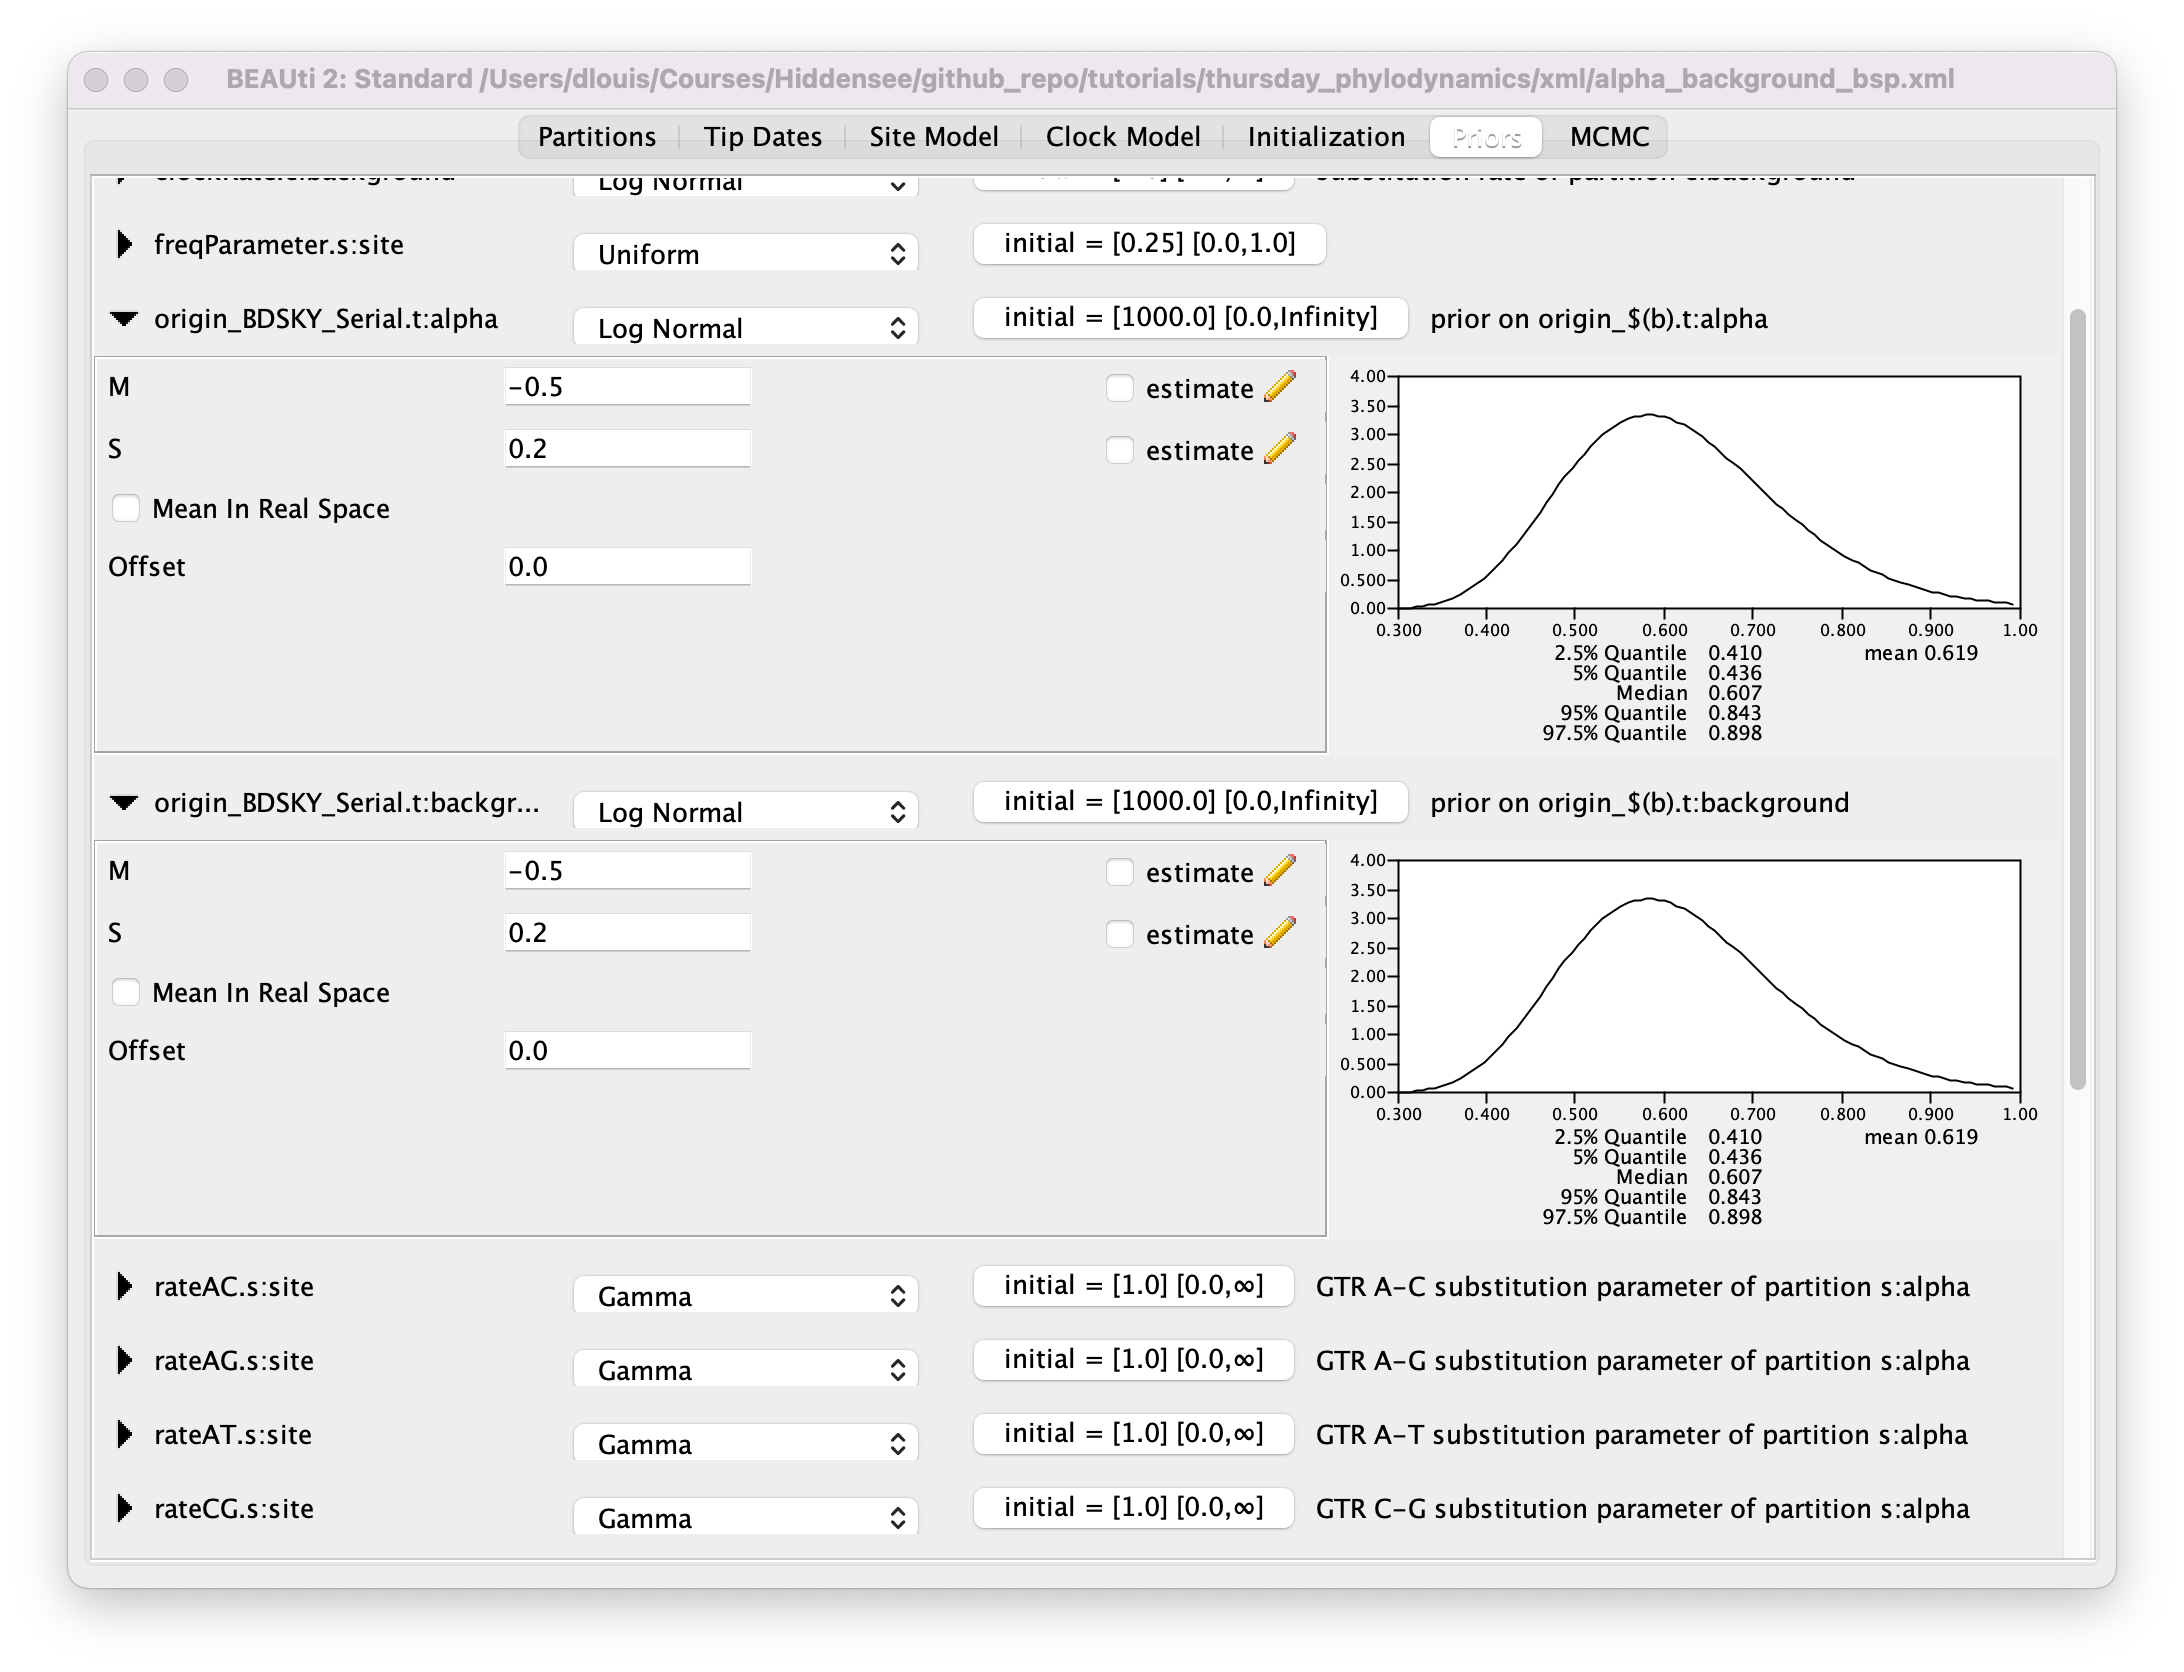 BEAUti 2: Standard /Users/dlouis/Courses/Hiddensee/github_repo/tutorials/thursday_phylodynamics/xml/alpha_background_bsp.xml
Partitions Tip Dates Site Model Clock Model Initialization Priors MCMC
Log Normal
freqParameter.s:site Uniform initial = [0.25] [0.0,1.0]
origin_BDSKY_Serial.t:alpha Log Normal initial = [1000.0] [0.0,Infinity] prior on origin_$(b).t:alpha
M -0.5 estimate
S 0.2 estimate
Mean In Real Space
Offset 0.0
4.00
3.50
3.00
2.50
2.00
1.50
1.00
0.500
0.00
0.300 0.400 0.500 0.600 0.700 0.800 0.900 1.00
2.5% Quantile 0.410 mean 0.619
5% Quantile 0.436
Median 0.607
95% Quantile 0.843
97.5% Quantile 0.898
origin_BDSKY_Serial.t:backgr... Log Normal initial = [1000.0] [0.0,Infinity] prior on origin_$(b).t:background
M -0.5 estimate
S 0.2 estimate
Mean In Real Space
Offset 0.0
4.00
3.50
3.00
2.50
2.00
1.50
1.00
0.500
0.00
0.300 0.400 0.500 0.600 0.700 0.800 0.900 1.00
2.5% Quantile 0.410 mean 0.619
5% Quantile 0.436
Median 0.607
95% Quantile 0.843
97.5% Quantile 0.898
rateAC.s:site Gamma initial = [1.0] [0.0,∞] GTR A-C substitution parameter of partition s:alpha
rateAG.s:site Gamma initial = [1.0] [0.0,∞] GTR A-G substitution parameter of partition s:alpha
rateAT.s:site Gamma initial = [1.0] [0.0,∞] GTR A-T substitution parameter of partition s:alpha
rateCG.s:site Gamma initial = [1.0] [0.0,∞] GTR C-G substitution parameter of partition s:alpha